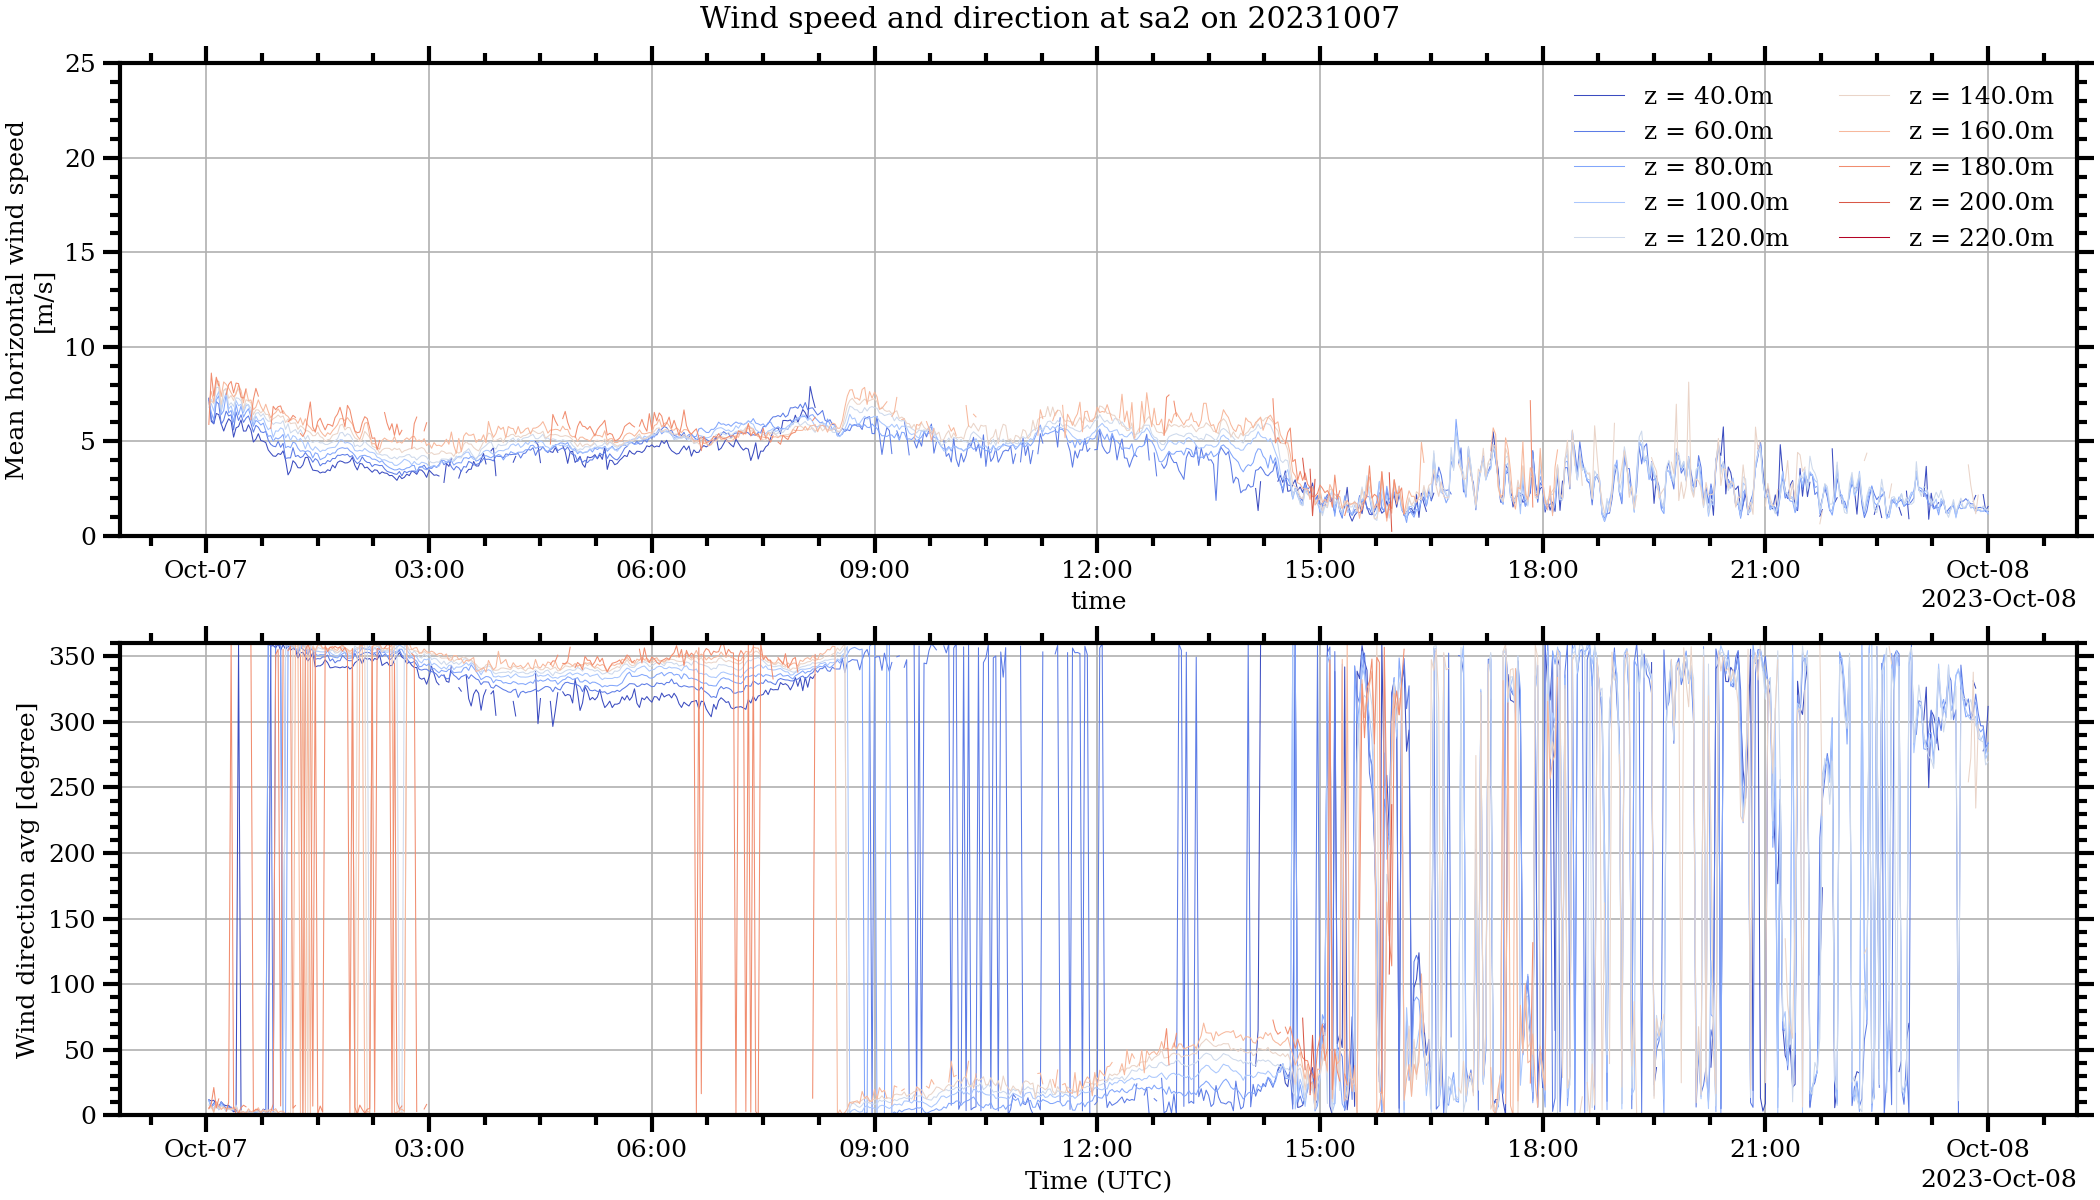 Wind speed and direction at sa2 on 20231007
25
20
15
10
5
0
Mean horizontal wind speed
[m/s]
z = 40.0m
z = 60.0m
z = 80.0m
z = 100.0m
z = 120.0m
z = 140.0m
z = 160.0m
z = 180.0m
z = 200.0m
z = 220.0m
Oct-07 03:00 06:00 09:00 12:00 15:00 18:00 21:00 Oct-08
time
2023-Oct-08
350
300
250
200
150
100
50
0
Wind direction avg [degree]
Oct-07 03:00 06:00 09:00 12:00 15:00 18:00 21:00 Oct-08
Time (UTC)
2023-Oct-08